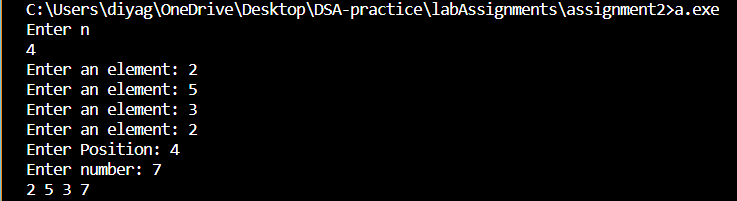 C:\Users\diyag\OneDrive\Desktop\DSA-practice\labAssignments\assignment2>a.exe
Enter n
4
Enter an element: 2
Enter an element: 5
Enter an element: 3
Enter an element: 2
Enter Position: 4
Enter number: 7
2 5 3 7